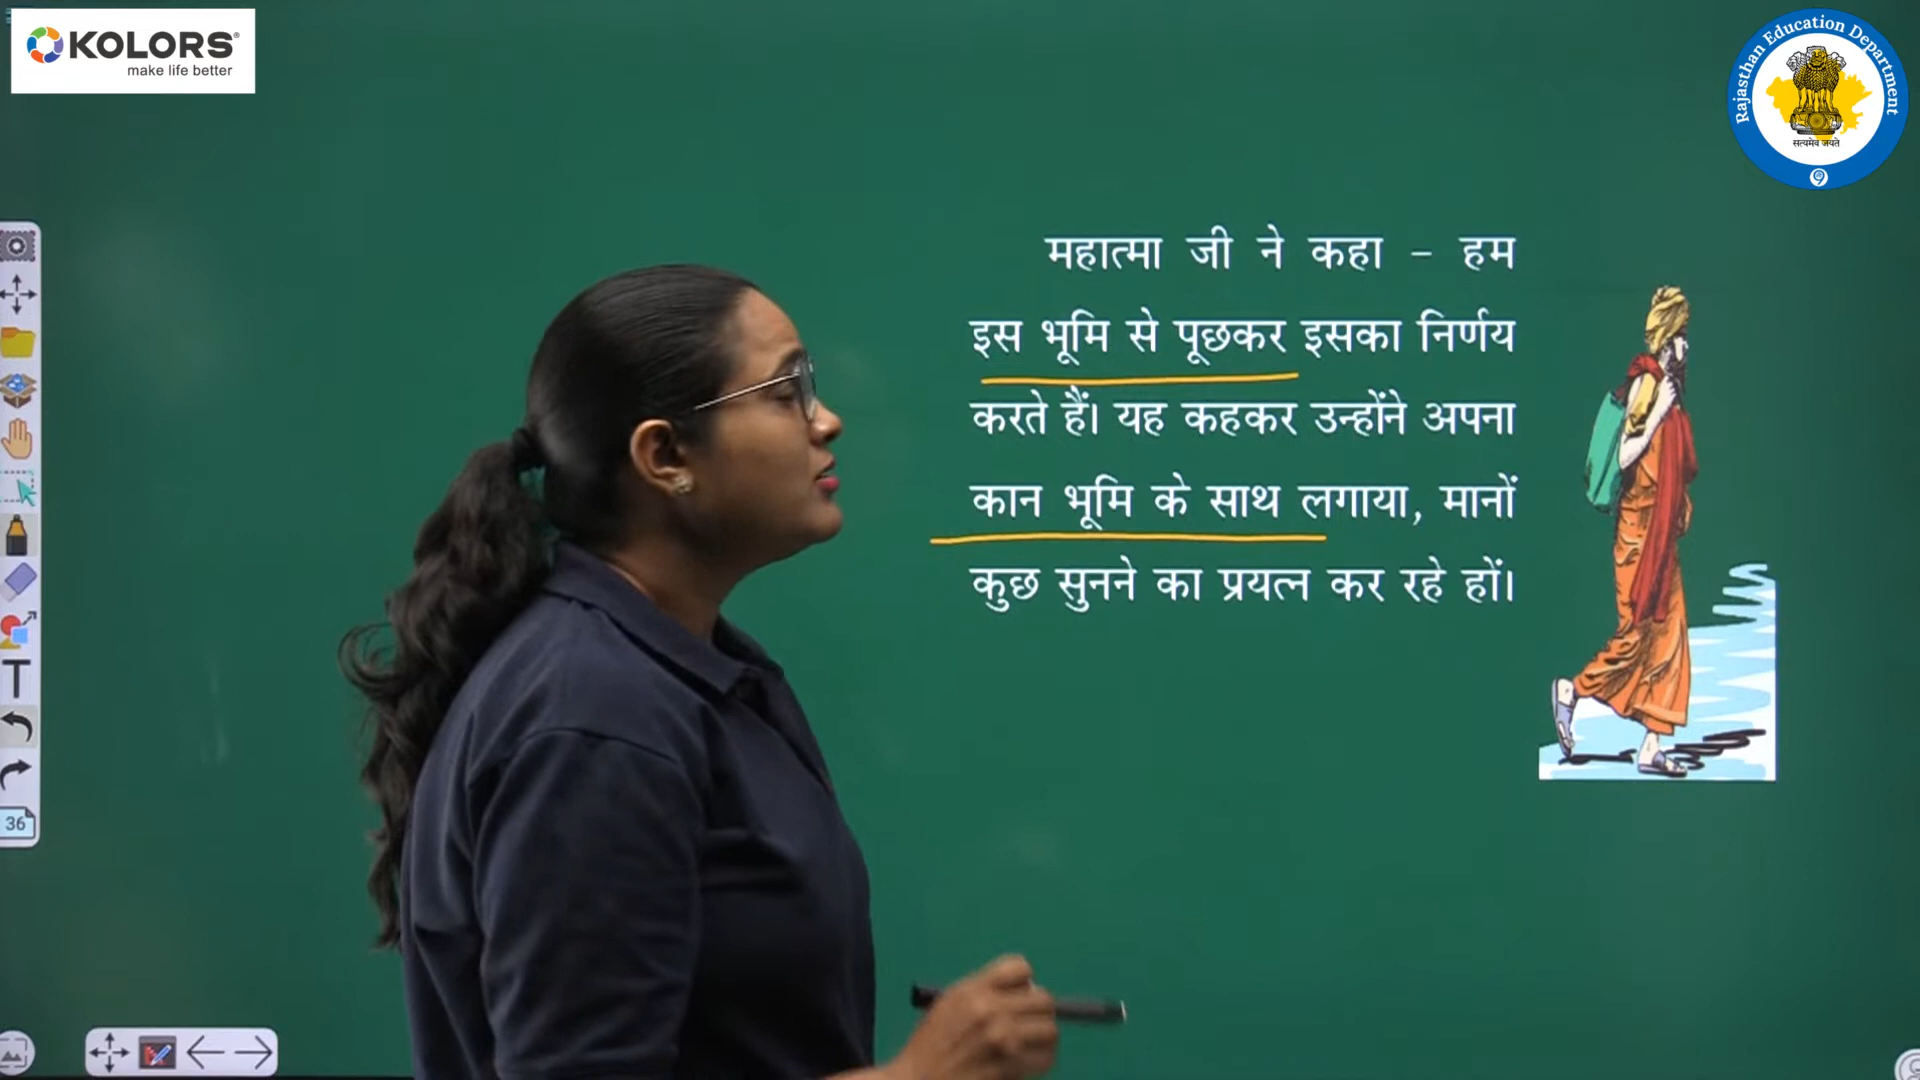 KOLORS
make life better
Rajasthan Education Department
सत्यमेव जयते
महात्मा जी ने कहा - हम
इस भूमि से पूछकर इसका निर्णय
करते हैं। यह कहकर उन्होंने अपना
कान भूमि के साथ लगाया, मानों
कुछ सुनने का प्रयत्न कर रहे हों।
T
36